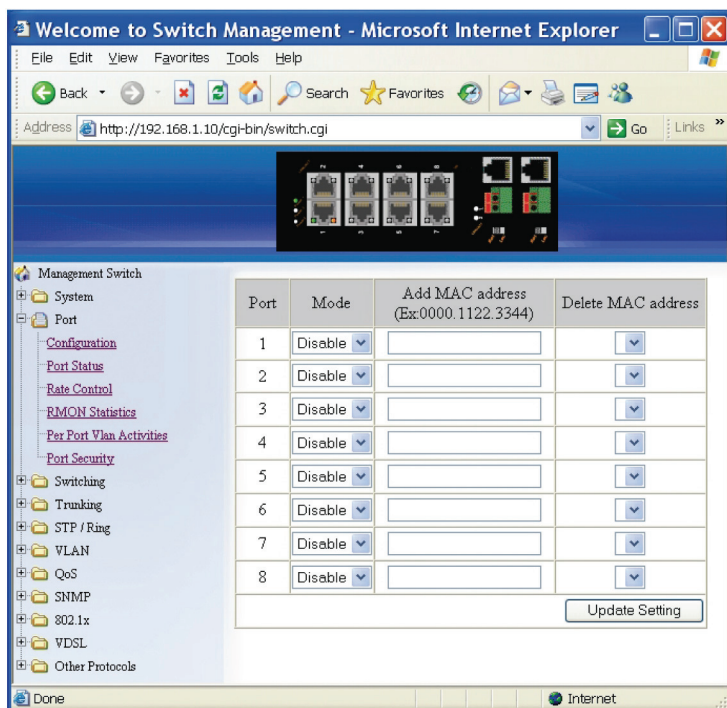 Welcome to Switch Management - Microsoft Internet Explorer
File Edit View Favorites Tools Help
Back Search Favorites
Address http://192.168.1.10/cgi-bin/switch.cgi Go Links »
Management Switch
System
Port
Configuration
Port Status
Rate Control
RMON Statistics
Per Port Vlan Activities
Port Security
Switching
Trunking
STP / Ring
VLAN
QoS
SNMP
802.1x
VDSL
Other Protocols
Port Mode Add MAC address (Ex:0000.1122.3344) Delete MAC address
1 Disable
2 Disable
3 Disable
4 Disable
5 Disable
6 Disable
7 Disable
8 Disable
Update Setting
Done Internet